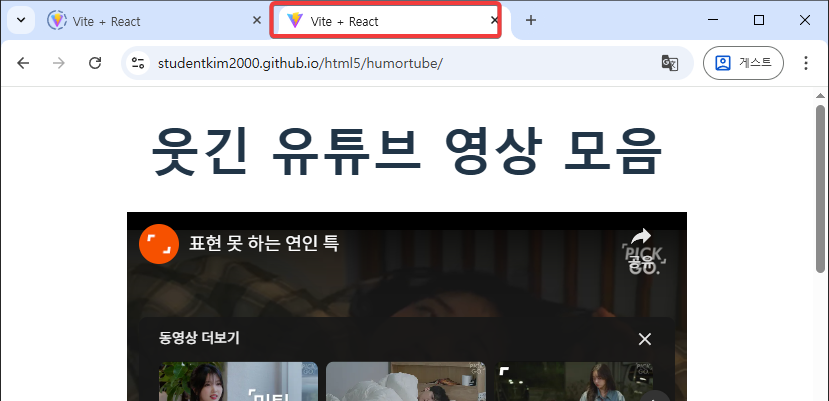 Vite + React
Vite + React
studentkim2000.github.io/html5/humortube/
게스트
웃긴 유튜브 영상 모음
표현 못 하는 연인 특
PICK
GO.
공유
동영상 더보기